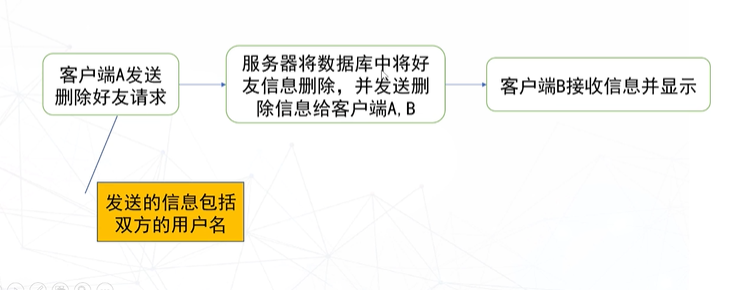 客户端A发送
删除好友请求
服务器将数据库中将好
友信息删除，并发送删
除信息给客户端A,B
客户端B接收信息并显示
发送的信息包括
双方的用户名